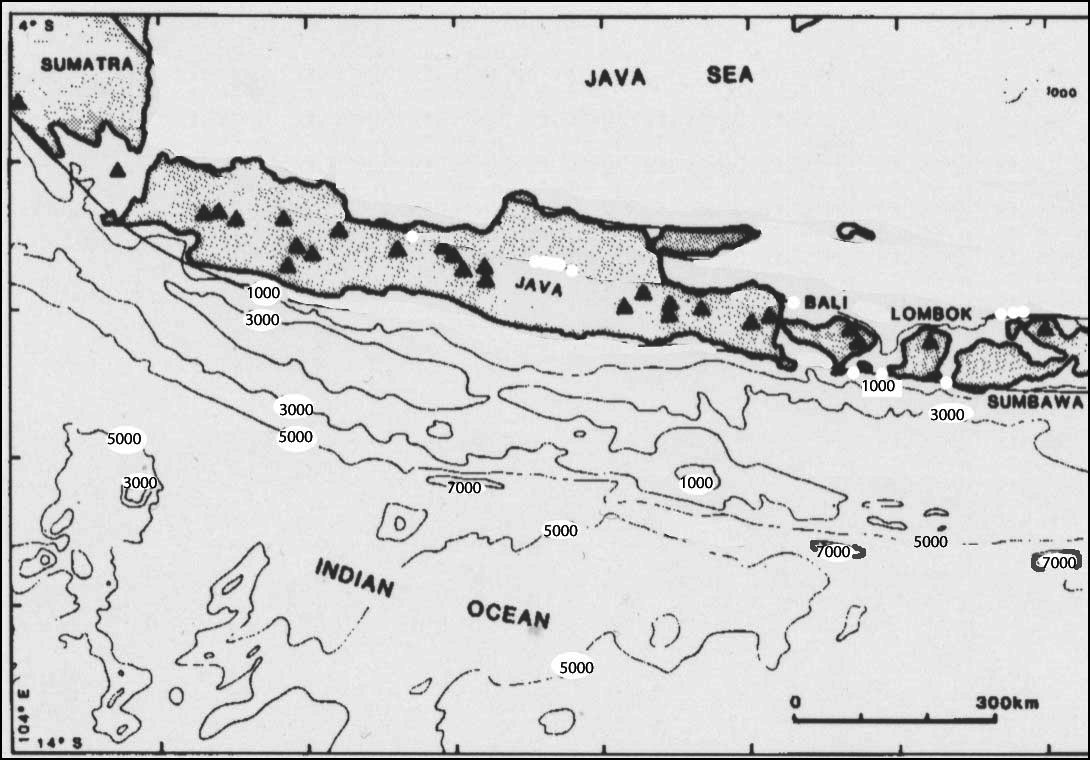 4° S
SUMATRA
JAVA SEA
1000
1000
3000
JAVA
BALI
LOMBOK
1000
3000
SUMBAWA
3000
5000
5000
3000
7000
1000
5000
5000
7000
7000
INDIAN
OCEAN
5000
0 300km
104° E
14° S